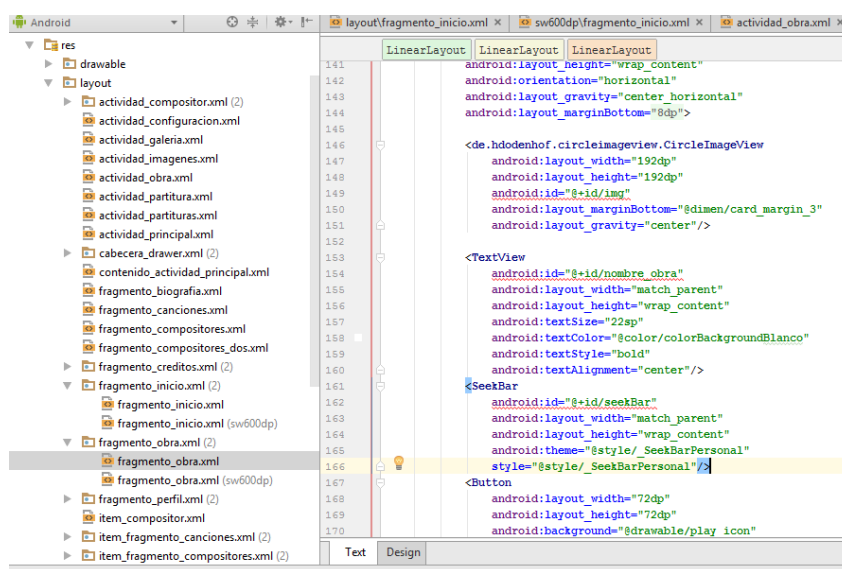 Android
layout\fragmento_inicio.xml
sw600dp\fragmento_inicio.xml
actividad_obra.xml
res
drawable
layout
actividad_compositor.xml (2)
actividad_configuracion.xml
actividad_galeria.xml
actividad_imagenes.xml
actividad_obra.xml
actividad_partitura.xml
actividad_partituras.xml
actividad_principal.xml
cabecera_drawer.xml (2)
contenido_actividad_principal.xml
fragmento_biografia.xml
fragmento_canciones.xml
fragmento_compositores.xml
fragmento_compositores_dos.xml
fragmento_creditos.xml (2)
fragmento_inicio.xml (2)
fragmento_inicio.xml
fragmento_inicio.xml (sw600dp)
fragmento_obra.xml (2)
fragmento_obra.xml
fragmento_obra.xml (sw600dp)
fragmento_perfil.xml (2)
item_compositor.xml
item_fragmento_canciones.xml (2)
item_fragmento_compositores.xml (2)
LinearLayout LinearLayout LinearLayout
141 android:layout_height="wrap_content"
142 android:orientation="horizontal"
143 android:layout_gravity="center_horizontal"
144 android:layout_marginBottom="8dp">
145
146 <de.hdodenhof.circleimageview.CircleImageView
147 android:layout_width="192dp"
148 android:layout_height="192dp"
149 android:id="@+id/img"
150 android:layout_marginBottom="@dimen/card_margin_3"
151 android:layout_gravity="center"/>
152
153 <TextView
154 android:id="@+id/nombre_obra"
155 android:layout_width="match_parent"
156 android:layout_height="wrap_content"
157 android:textSize="22sp"
158 android:textColor="@color/colorBackgroundBlanco"
159 android:textStyle="bold"
160 android:textAlignment="center"/>
161 <SeekBar
162 android:id="@+id/seekBar"
163 android:layout_width="match_parent"
164 android:layout_height="wrap_content"
165 android:theme="@style/_SeekBarPersonal"
166 style="@style/_SeekBarPersonal"/>
167 <Button
168 android:layout_width="72dp"
169 android:layout_height="72dp"
170 android:background="@drawable/play_icon"
Text Design